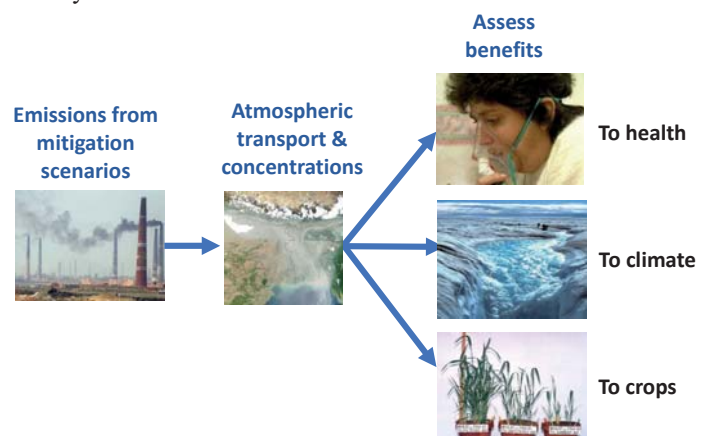 Assess
benefits
Emissions from
mitigation
scenarios
Atmospheric
transport &
concentrations
To health
To climate
To crops